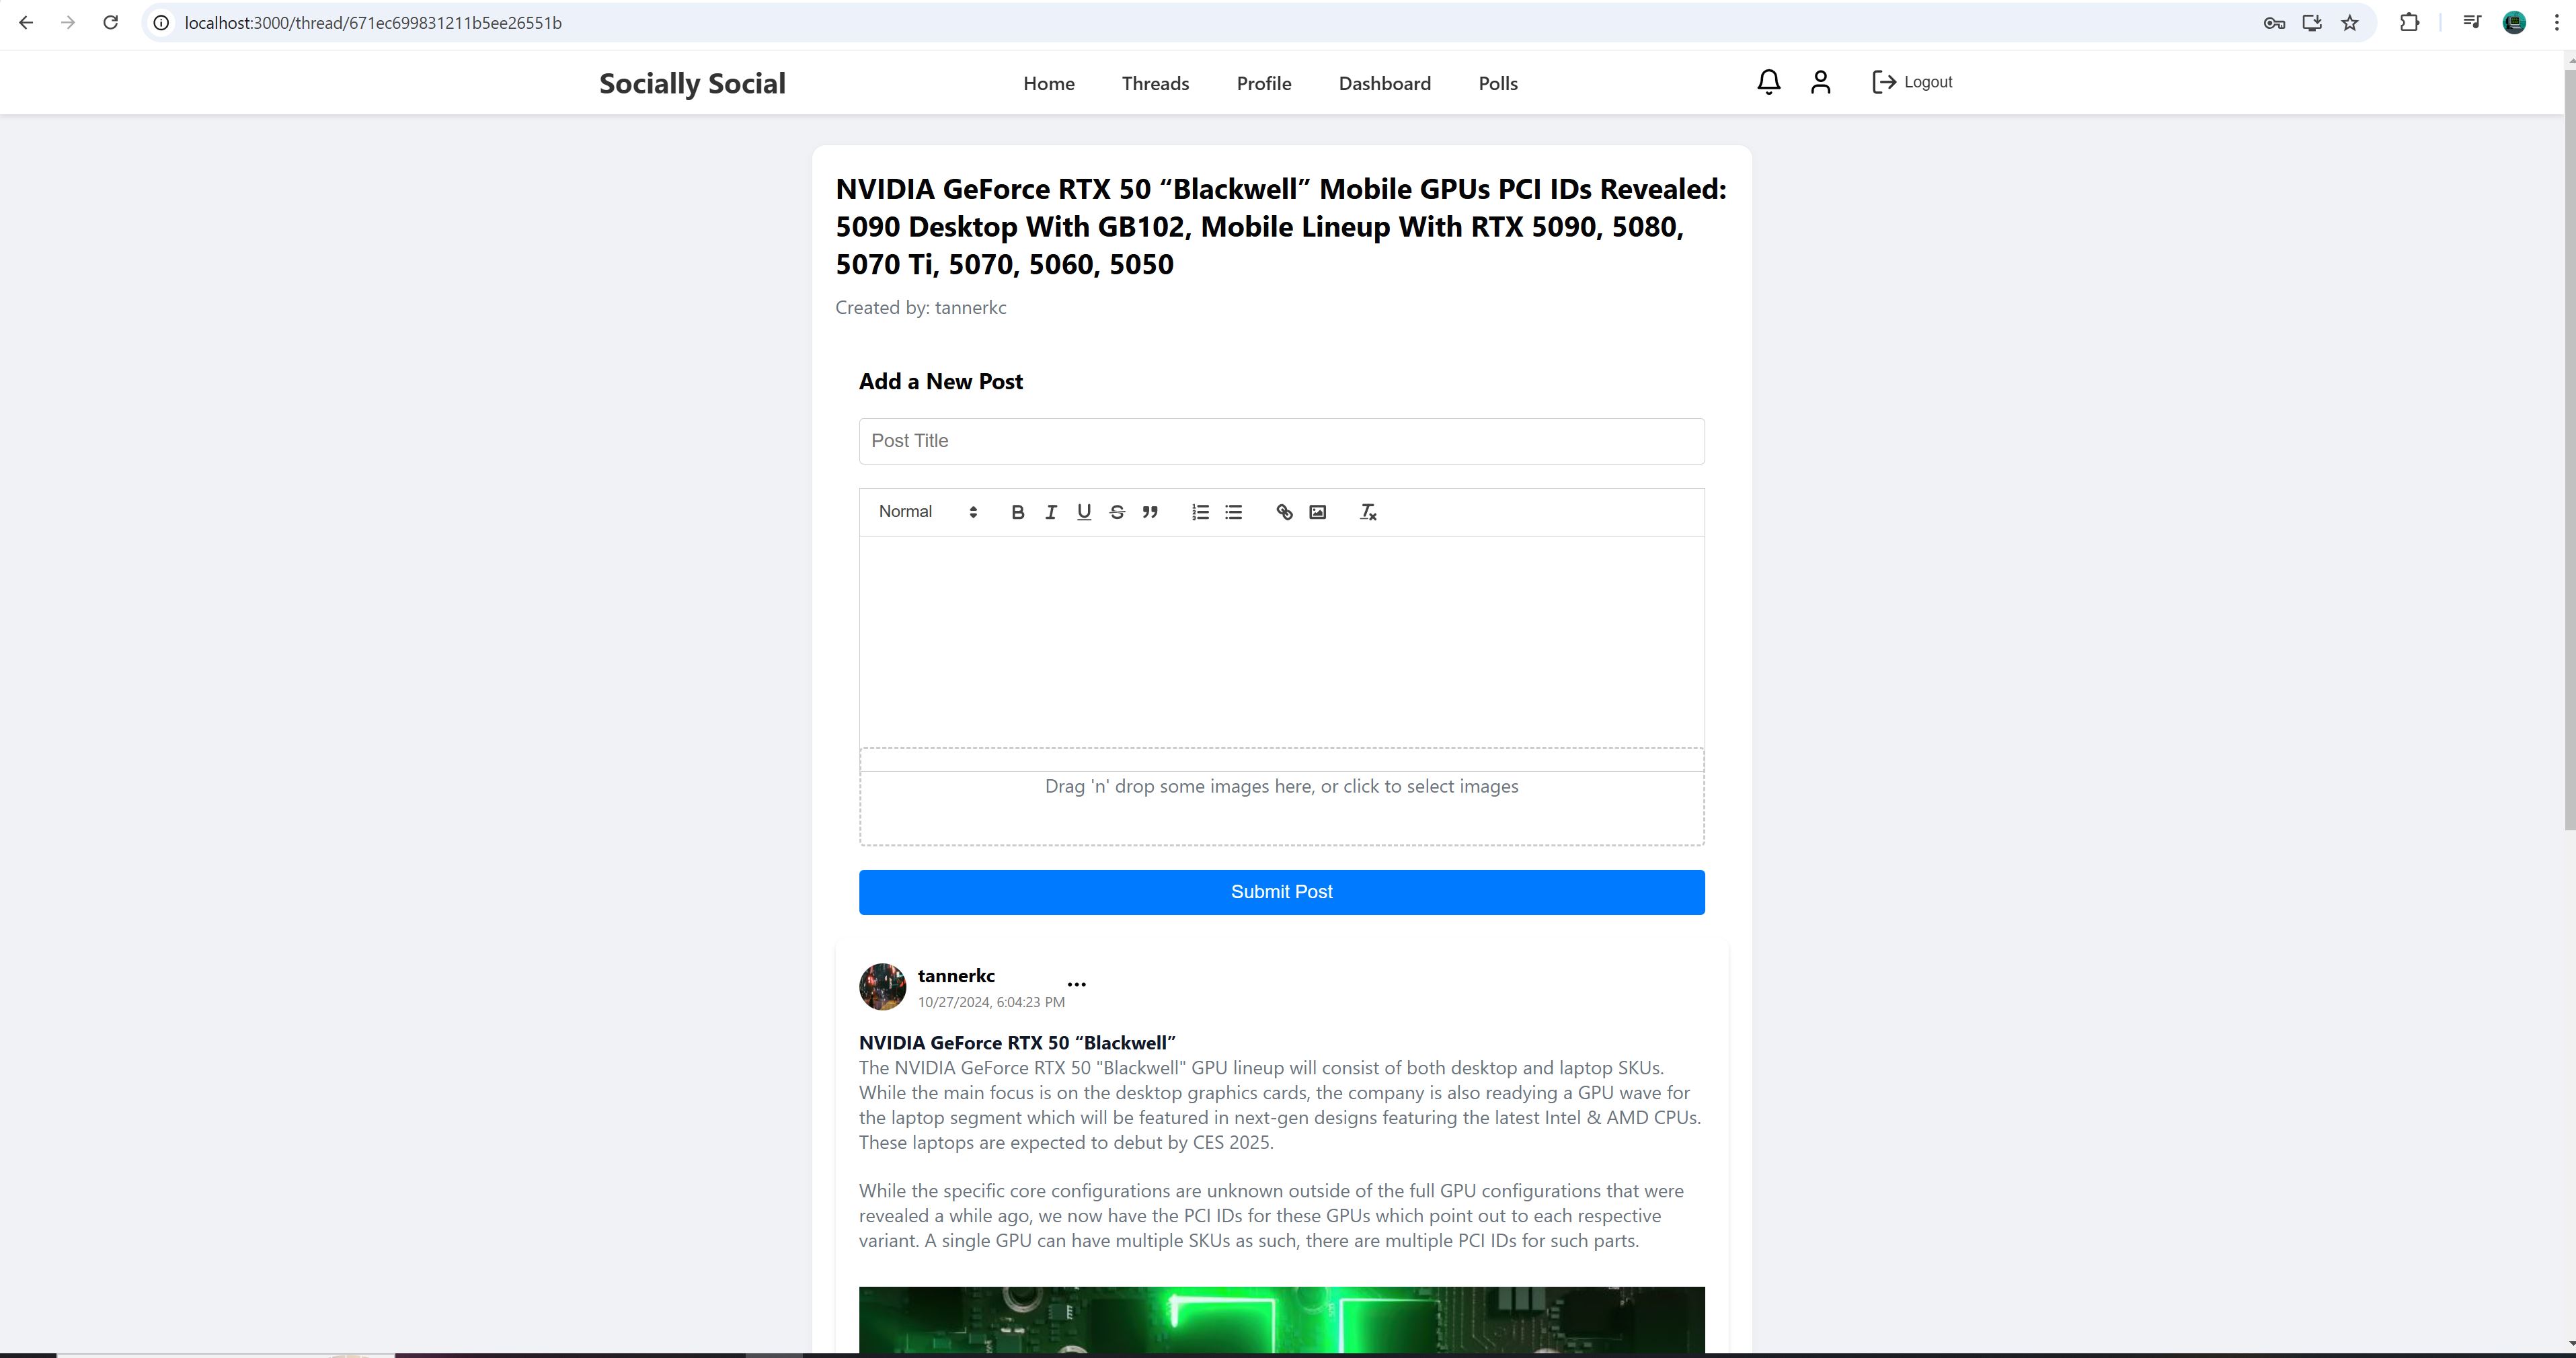 localhost:3000/thread/671ec699831211b5ee26551b
Socially Social
Home Threads Profile Dashboard Polls
Logout
NVIDIA GeForce RTX 50 “Blackwell” Mobile GPUs PCI IDs Revealed:
5090 Desktop With GB102, Mobile Lineup With RTX 5090, 5080,
5070 Ti, 5070, 5060, 5050
Created by: tannerkc
Add a New Post
Post Title
Normal
Drag 'n' drop some images here, or click to select images
Submit Post
tannerkc
10/27/2024, 6:04:23 PM
NVIDIA GeForce RTX 50 “Blackwell”
The NVIDIA GeForce RTX 50 "Blackwell" GPU lineup will consist of both desktop and laptop SKUs.
While the main focus is on the desktop graphics cards, the company is also readying a GPU wave for
the laptop segment which will be featured in next-gen designs featuring the latest Intel & AMD CPUs.
These laptops are expected to debut by CES 2025.
While the specific core configurations are unknown outside of the full GPU configurations that were
revealed a while ago, we now have the PCI IDs for these GPUs which point out to each respective
variant. A single GPU can have multiple SKUs as such, there are multiple PCI IDs for such parts.